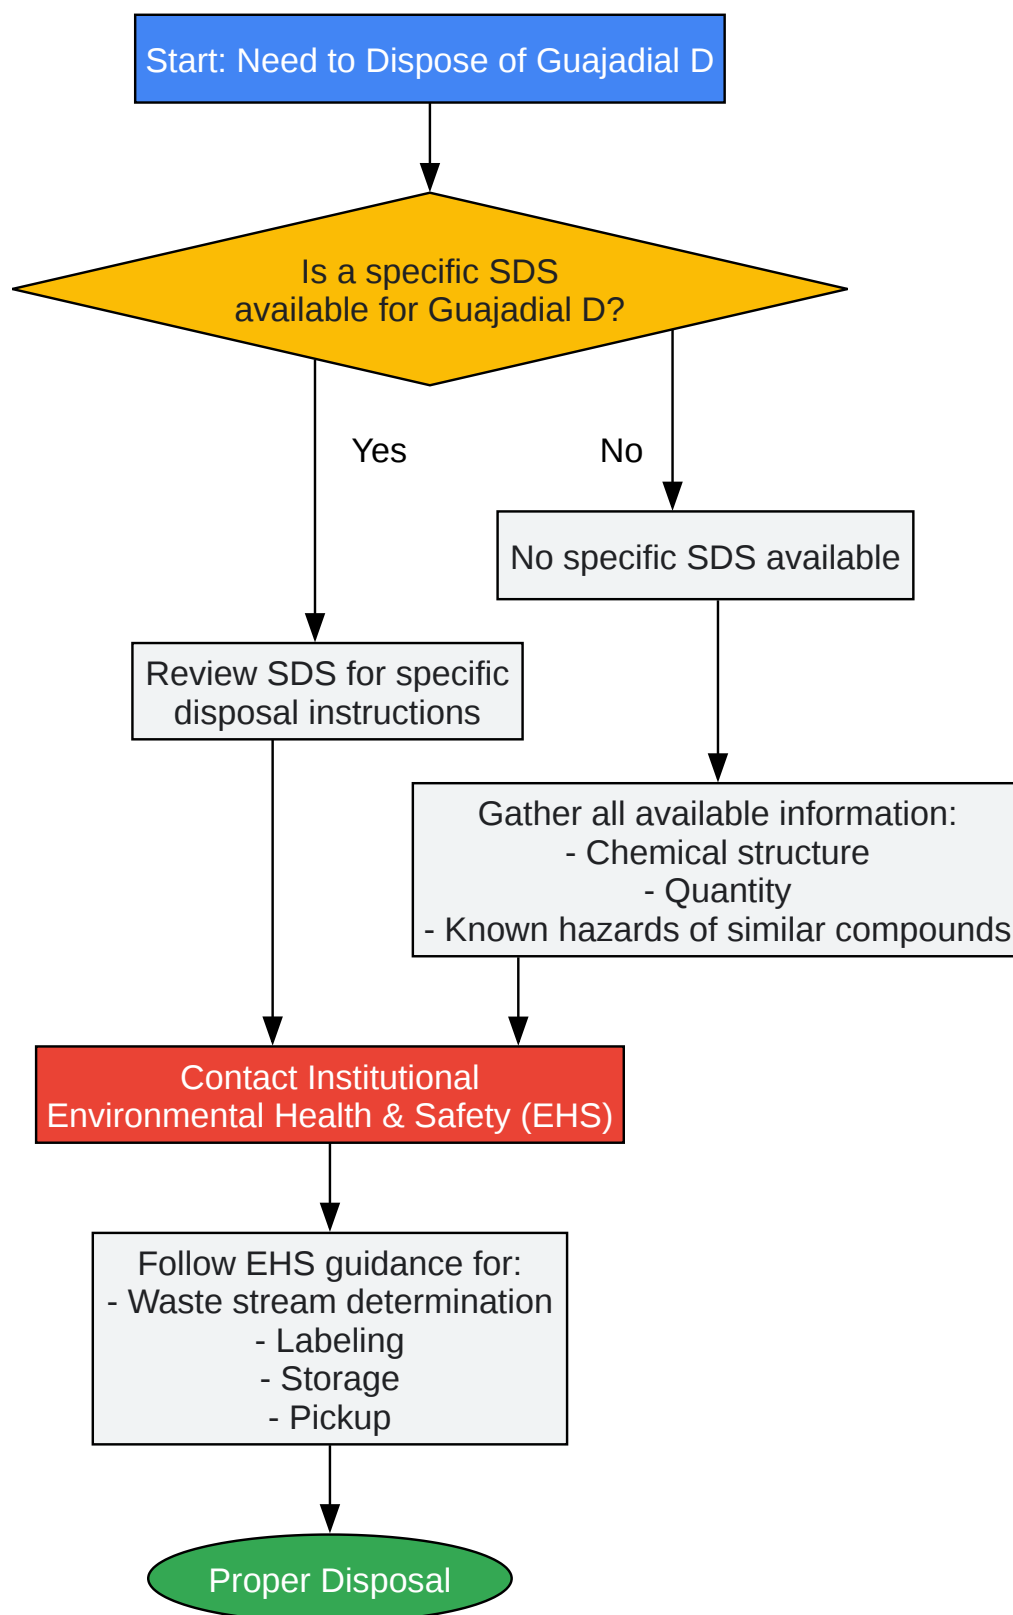 Start: Need to Dispose of Guajadial D
Is a specific SDS
available for Guajadial D?
Yes
No
No specific SDS available
Review SDS for specific
disposal instructions
Gather all available information:
- Chemical structure
- Quantity
- Known hazards of similar compounds
Contact Institutional
Environmental Health & Safety (EHS)
Follow EHS guidance for:
- Waste stream determination
- Labeling
- Storage
- Pickup
Proper Disposal